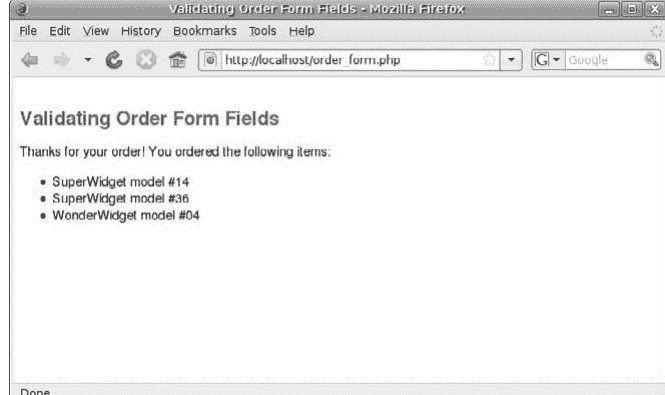 Validating Order Form Fields - Mozilla Firefox
File Edit View History Bookmarks Tools Help
http://localhost/order_form.php
G Google
Validating Order Form Fields
Thanks for your order! You ordered the following items:
• SuperWidget model #14
• SuperWidget model #36
• WonderWidget model #04
Done